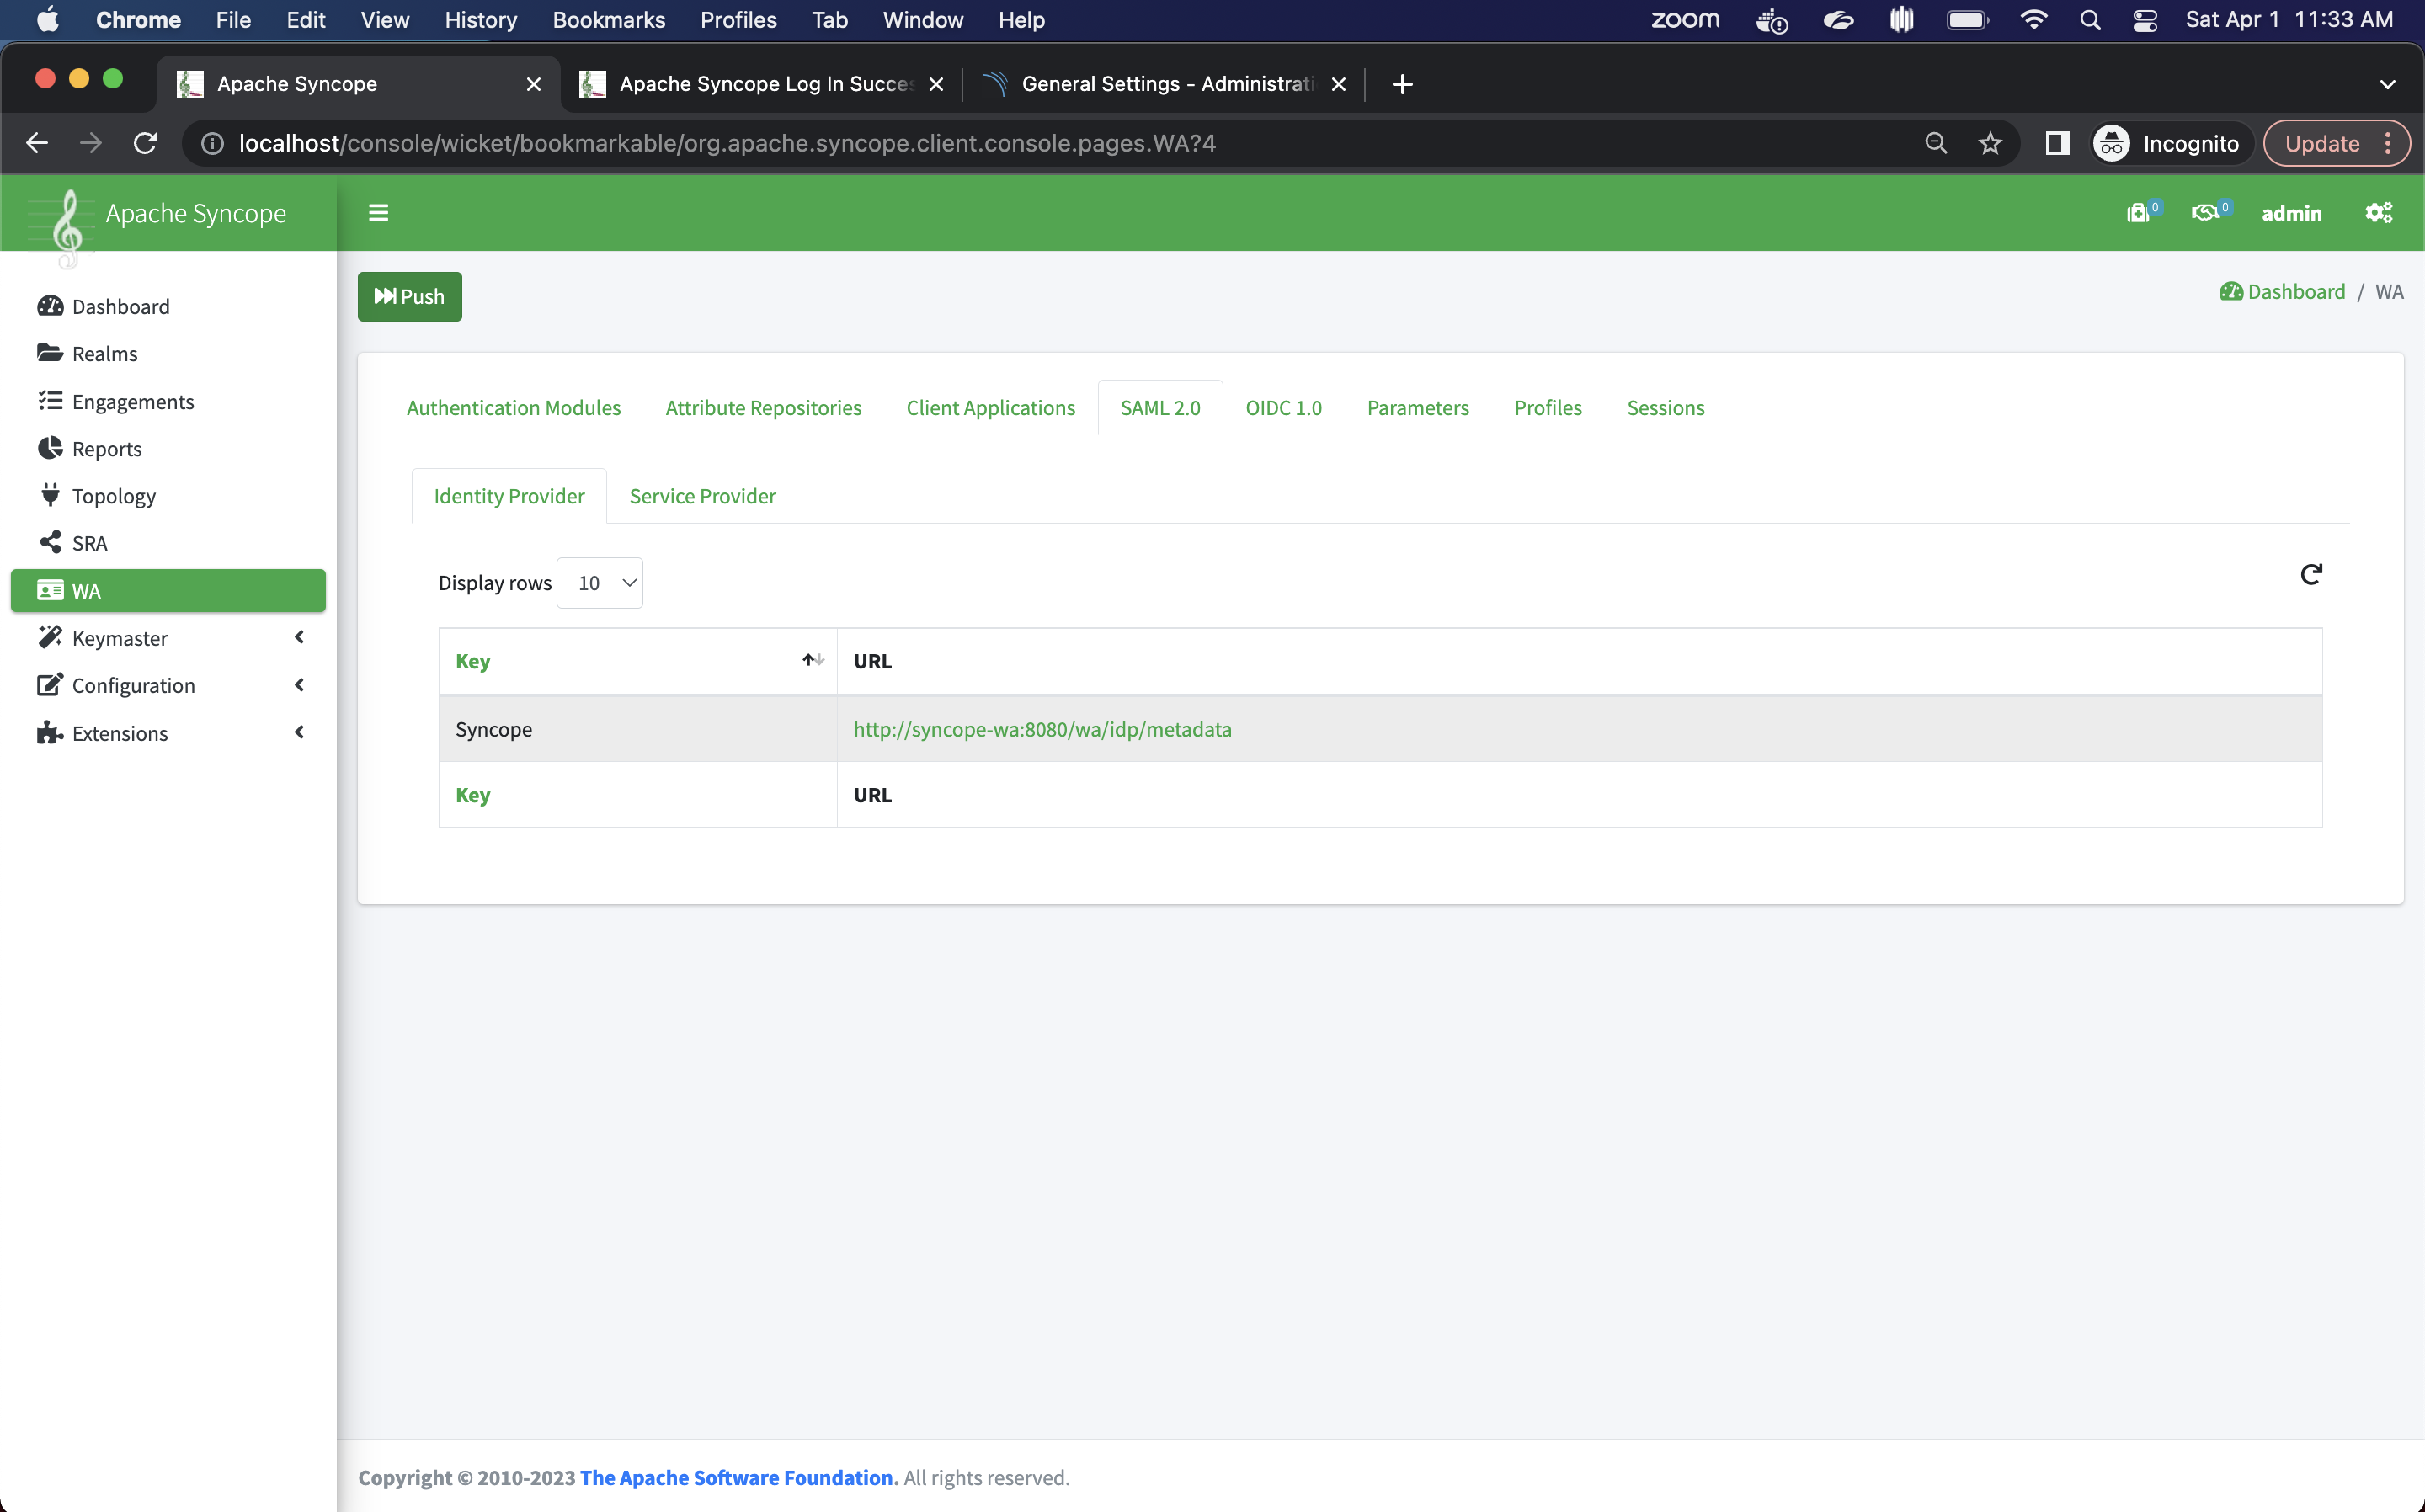 Chrome File Edit View History Bookmarks Profiles Tab Window Help zoom Sat Apr 1 11:33 AM
Apache Syncope Apache Syncope Log In Succes General Settings - Administrati
localhost/console/wicket/bookmarkable/org.apache.syncope.client.console.pages.WA?4 Incognito Update
Apache Syncope 0 0 admin
Push Dashboard / WA
Dashboard
Realms
Engagements
Reports
Topology
SRA
WA
Keymaster
Configuration
Extensions
Authentication Modules Attribute Repositories Client Applications SAML 2.0 OIDC 1.0 Parameters Profiles Sessions
Identity Provider Service Provider
Display rows 10
Key URL
Syncope http://syncope-wa:8080/wa/idp/metadata
Key URL
Copyright © 2010-2023 The Apache Software Foundation. All rights reserved.